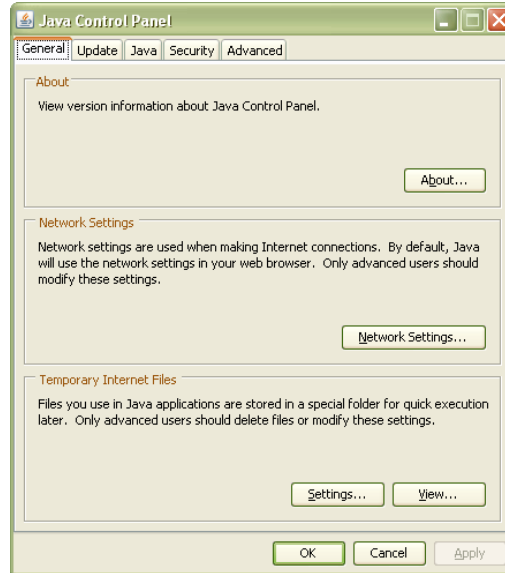 Java Control Panel
General Update Java Security Advanced
About
View version information about Java Control Panel.
About...
Network Settings
Network settings are used when making Internet connections. By default, Java
will use the network settings in your web browser. Only advanced users should
modify these settings.
Network Settings...
Temporary Internet Files
Files you use in Java applications are stored in a special folder for quick execution
later. Only advanced users should delete files or modify these settings.
Settings... View...
OK Cancel Apply